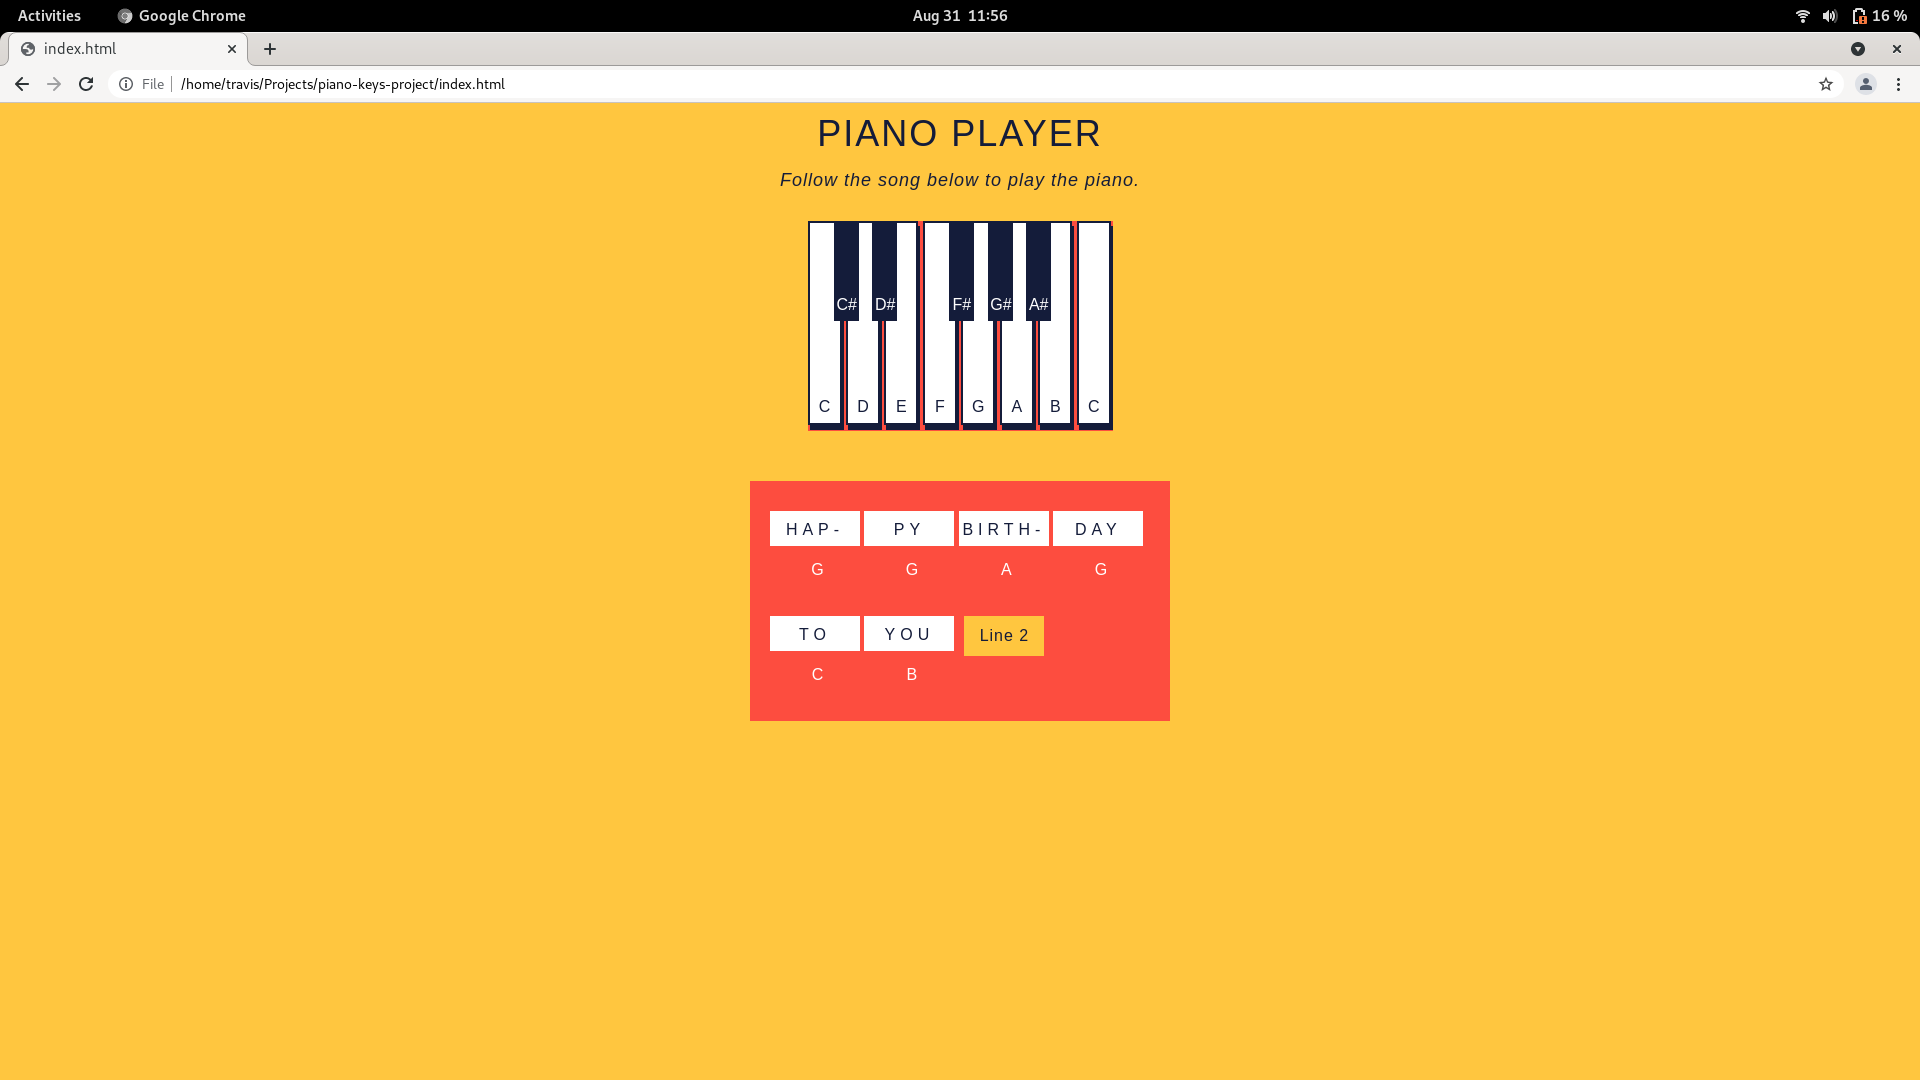 Activities Google Chrome Aug 31 11:56 16 %
index.html
File /home/travis/Projects/piano-keys-project/index.html
PIANO PLAYER
Follow the song below to play the piano.
C# D# F# G# A#
C D E F G A B C
HAP- PY BIRTH- DAY
G G A G
TO YOU Line 2
C B